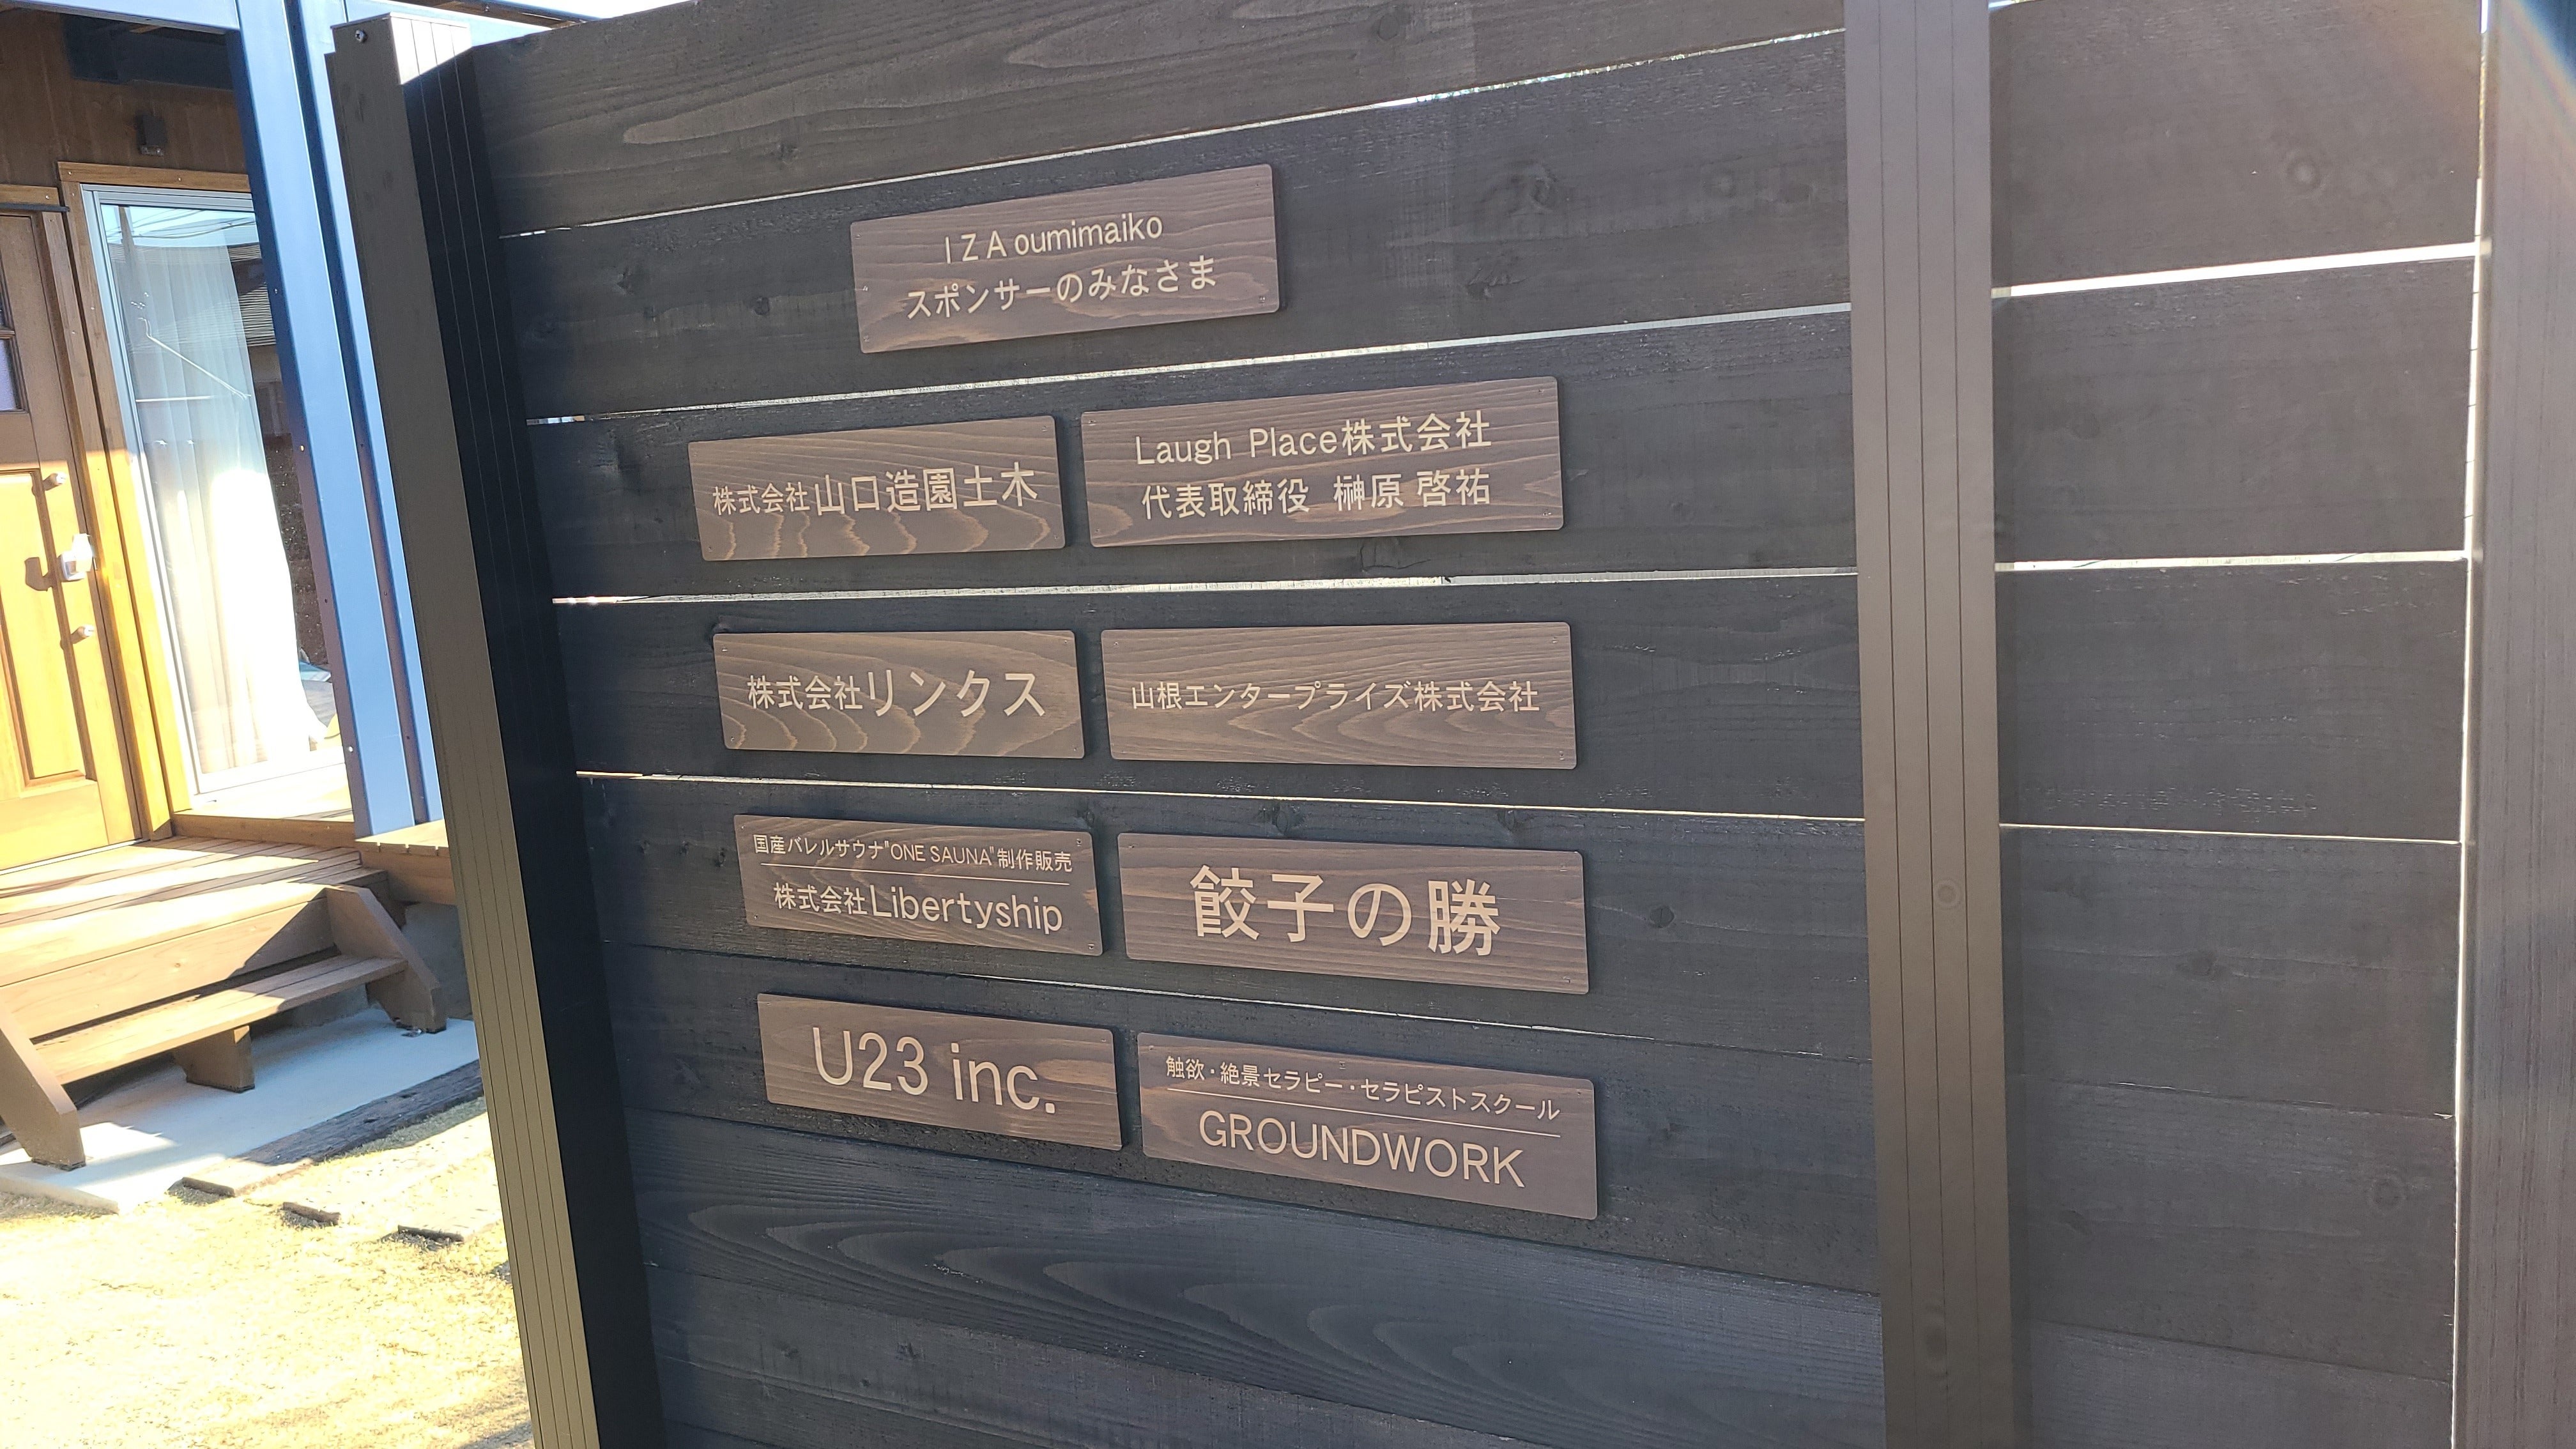 IZA oumimaiko
スポンサーのみなさま
株式会社山口造園土木
Laugh Place株式会社
代表取締役 榊原 啓祐
株式会社リンクス
山根エンタープライズ株式会社
国産バレルサウナ"ONE SAUNA"制作販売
株式会社Libertyship
餃子の勝
U23 inc.
触欲・絶景セラピー・セラピストスクール
GROUNDWORK